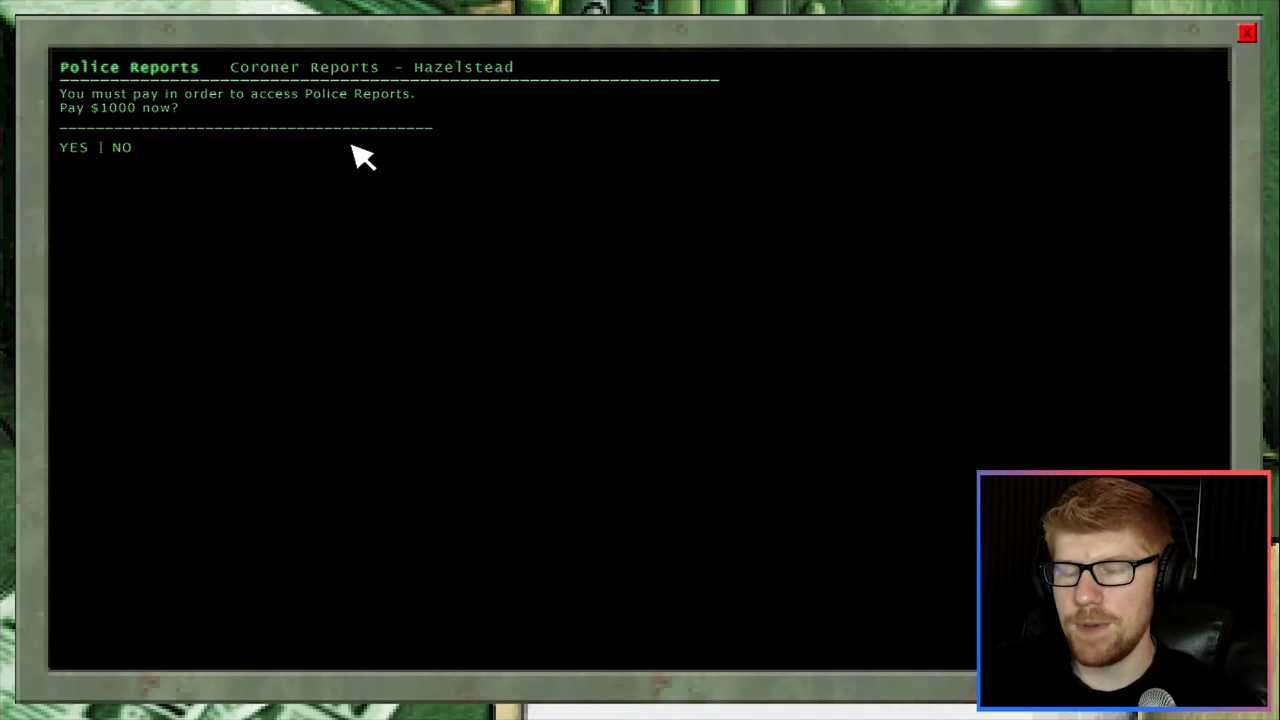 X
Police Reports Coroner Reports - Hazelstead
You must pay in order to access Police Reports.
Pay $1000 now?
YES | NO